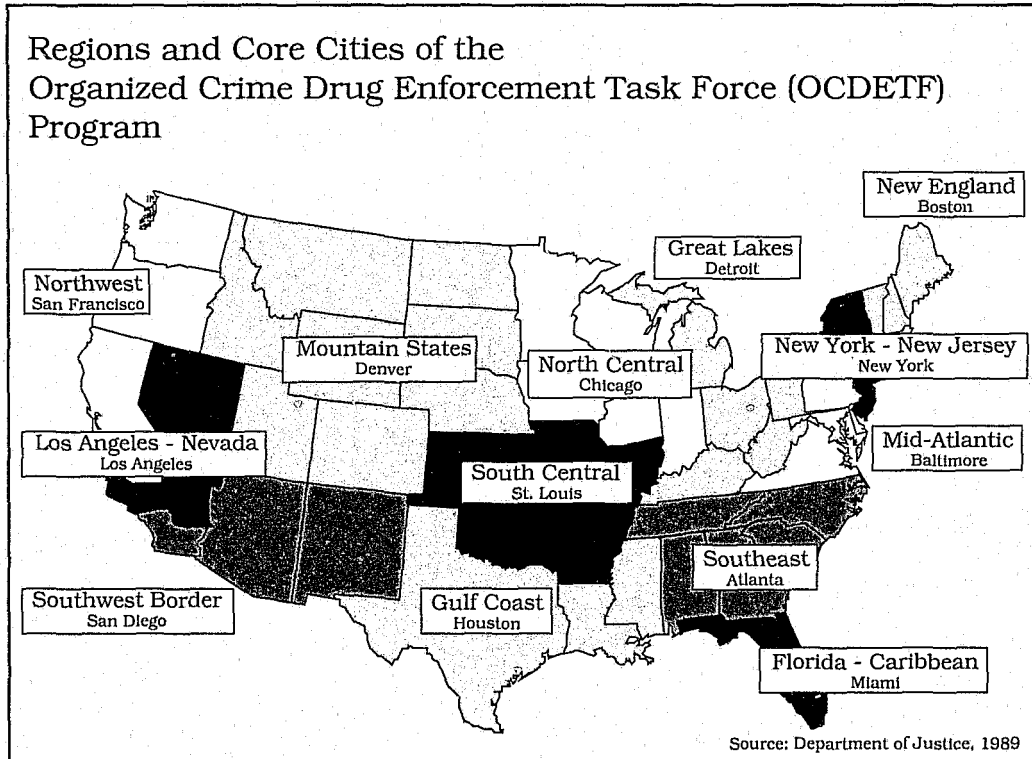 Regions and Core Cities of the
Organized Crime Drug Enforcement Task Force (OCDETF)
Program
New England
Boston
Great Lakes
Detroit
Northwest
San Francisco
Mountain States
Denver
North Central
Chicago
New York - New Jersey
New York
Los Angeles - Nevada
Los Angeles
South Central
St. Louis
Mid-Atlantic
Baltimore
Southeast
Atlanta
Southwest Border
San Diego
Gulf Coast
Houston
Florida - Caribbean
Miami
Source: Department of Justice, 1989